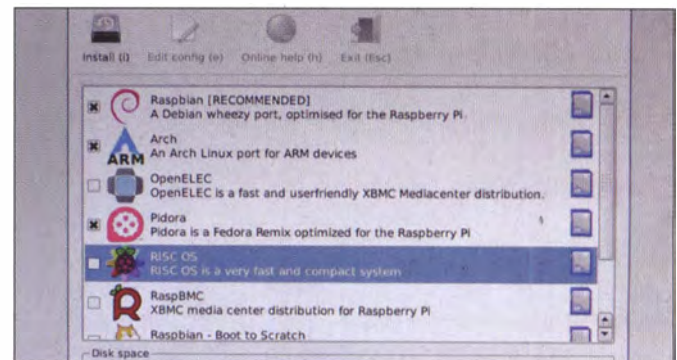 Install (i) Edit config (e) Online help (h) Exit (Esc)
Raspbian [RECOMMENDED]
A Debian wheezy port, optimised for the Raspberry Pi
Arch
ARM An Arch Linux port for ARM devices
OpenELEC
OpenELEC is a fast and userfriendly XBMC Mediacenter distribution.
Pidora
Pidora is a Fedora Remix optimized for the Raspberry Pi
RISC OS
RISC OS is a very fast and compact system
RaspBMC
XBMC media center distribution for Raspberry Pi
Raspbian - Boot to Scratch
Disk space